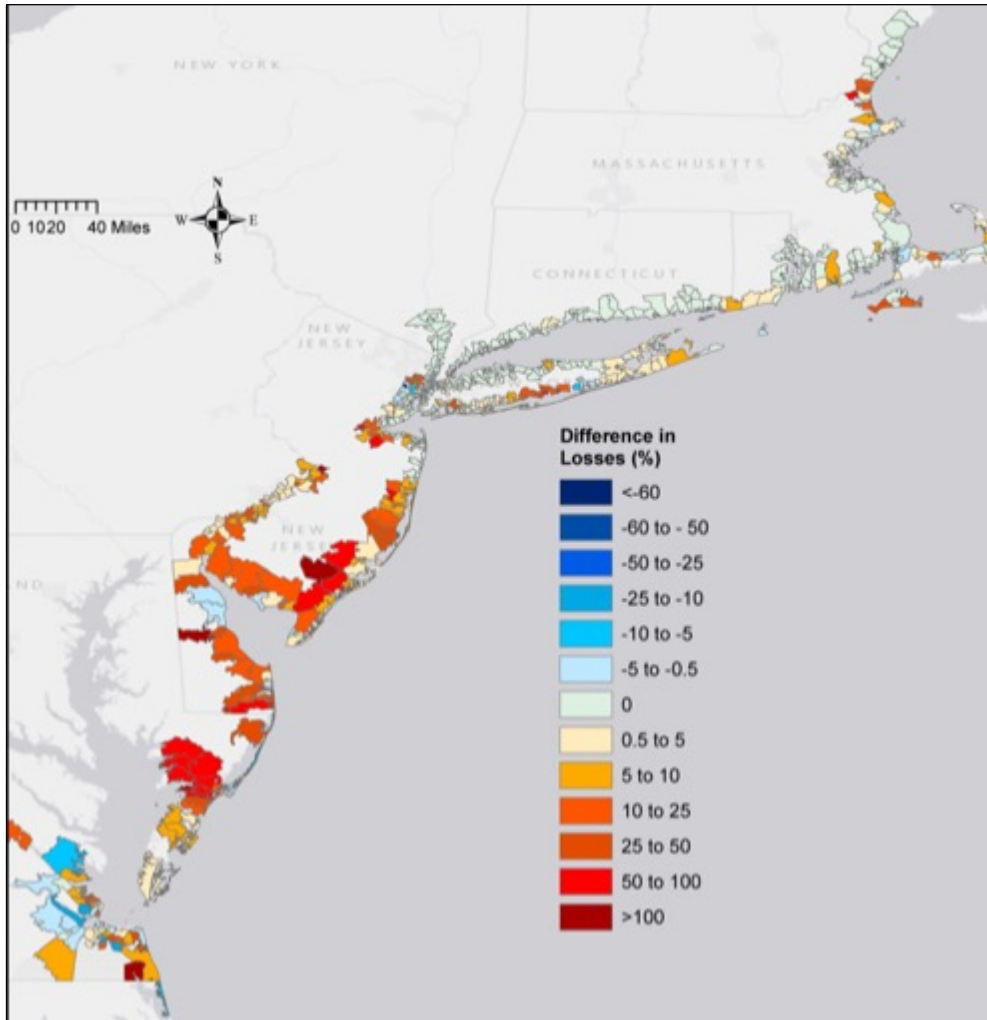 NEW YORK
MASSACHUSETTS
N
W E
S
0 10 20 40 Miles
CONNECTICUT
NEW
JERSEY
Difference in
Losses (%)
<-60
-60 to - 50
-50 to -25
-25 to -10
-10 to -5
-5 to -0.5
0
0.5 to 5
5 to 10
10 to 25
25 to 50
50 to 100
>100
NEW
JERSE
AND